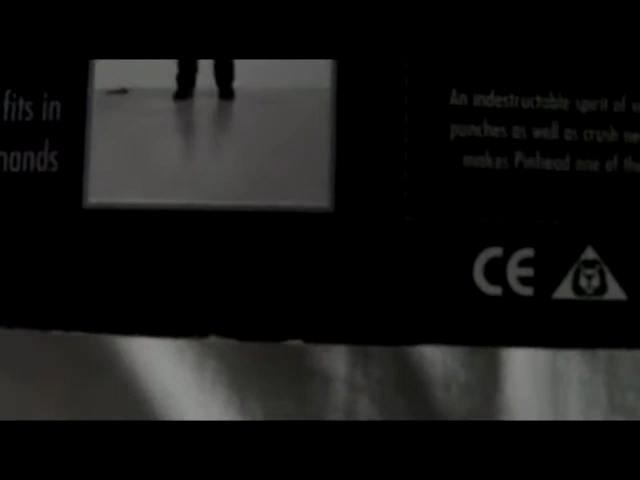 fits in
hands
An indestructable spirit of
punches as well as crush
makes Pinhead one of the
CE